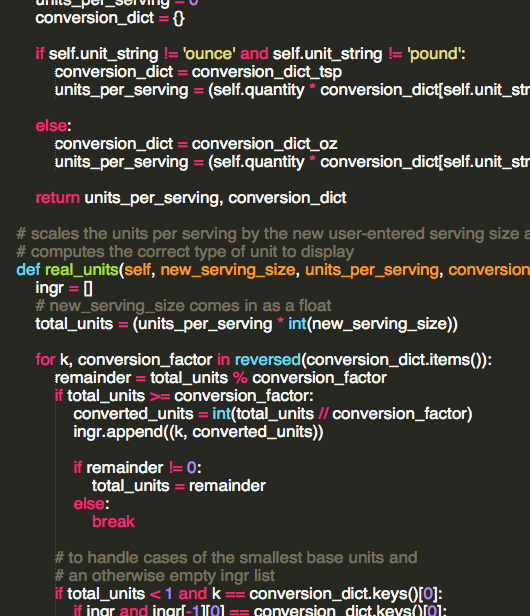 units_per_serving = 0
conversion_dict = {}
if self.unit_string != 'ounce' and self.unit_string != 'pound':
conversion_dict = conversion_dict_tsp
units_per_serving = (self.quantity * conversion_dict[self.unit_str
else:
conversion_dict = conversion_dict_oz
units_per_serving = (self.quantity * conversion_dict[self.unit_str
return units_per_serving, conversion_dict
# scales the units per serving by the new user-entered serving size a
# computes the correct type of unit to display
def real_units(self, new_serving_size, units_per_serving, conversion
ingr = []
# new_serving_size comes in as a float
total_units = (units_per_serving * int(new_serving_size))
for k, conversion_factor in reversed(conversion_dict.items()):
remainder = total_units % conversion_factor
if total_units >= conversion_factor:
converted_units = int(total_units // conversion_factor)
ingr.append((k, converted_units))
if remainder != 0:
total_units = remainder
else:
break
# to handle cases of the smallest base units and
# an otherwise empty ingr list
if total_units < 1 and k == conversion_dict.keys()[0]:
if ingr and ingr[-1][0] == conversion_dict.keys()[0]: